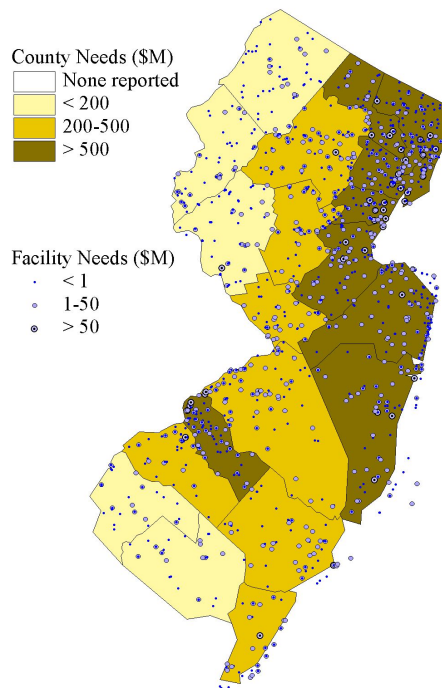 County Needs ($M)
None reported
< 200
200-500
> 500
Facility Needs ($M)
< 1
1-50
> 50